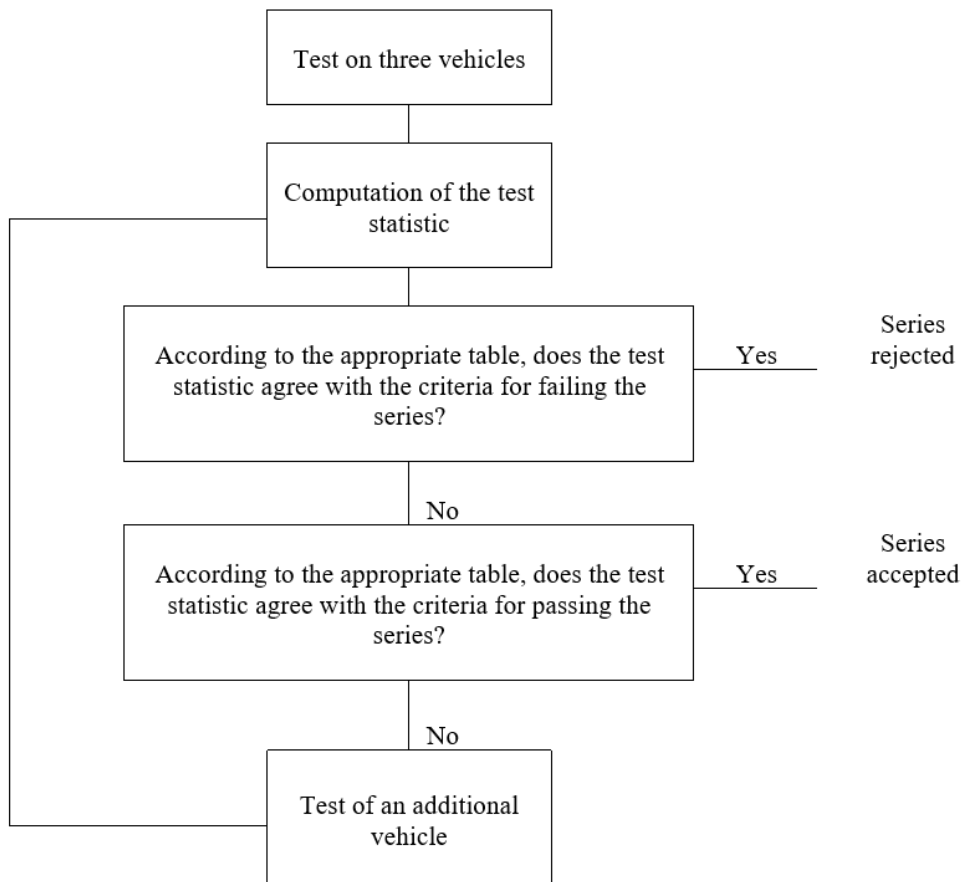 Test on three vehicles
Computation of the test
statistic
According to the appropriate table, does the test
statistic agree with the criteria for failing the
series?
Yes
Series
rejected
No
According to the appropriate table, does the test
statistic agree with the criteria for passing the
series?
Yes
Series
accepted
No
Test of an additional
vehicle